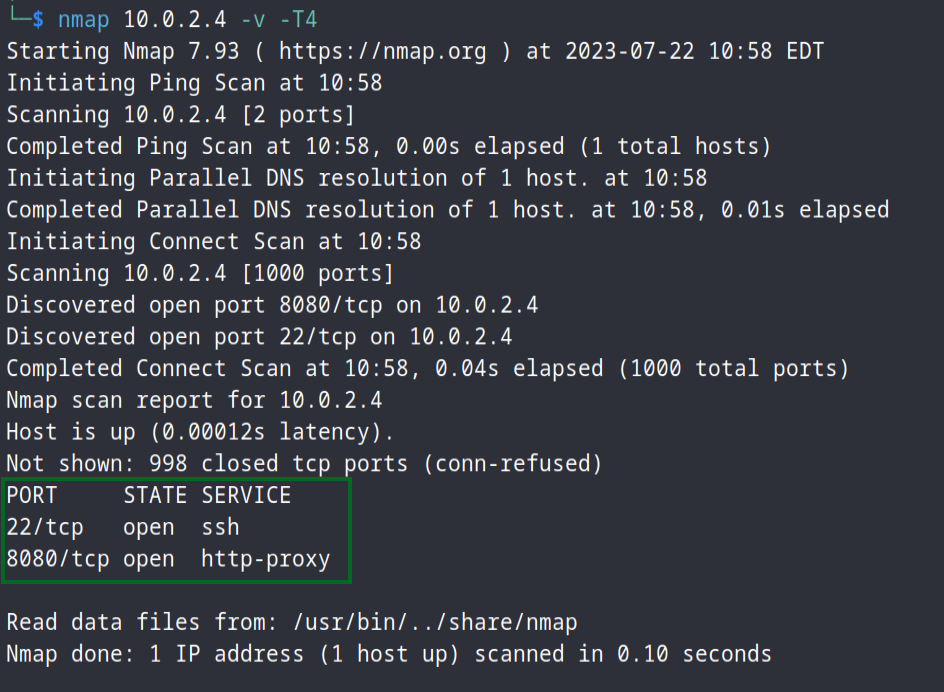 └─$ nmap 10.0.2.4 -v -T4
Starting Nmap 7.93 ( https://nmap.org ) at 2023-07-22 10:58 EDT
Initiating Ping Scan at 10:58
Scanning 10.0.2.4 [2 ports]
Completed Ping Scan at 10:58, 0.00s elapsed (1 total hosts)
Initiating Parallel DNS resolution of 1 host. at 10:58
Completed Parallel DNS resolution of 1 host. at 10:58, 0.01s elapsed
Initiating Connect Scan at 10:58
Scanning 10.0.2.4 [1000 ports]
Discovered open port 8080/tcp on 10.0.2.4
Discovered open port 22/tcp on 10.0.2.4
Completed Connect Scan at 10:58, 0.04s elapsed (1000 total ports)
Nmap scan report for 10.0.2.4
Host is up (0.00012s latency).
Not shown: 998 closed tcp ports (conn-refused)
PORT     STATE SERVICE
22/tcp   open  ssh
8080/tcp open  http-proxy
Read data files from: /usr/bin/../share/nmap
Nmap done: 1 IP address (1 host up) scanned in 0.10 seconds